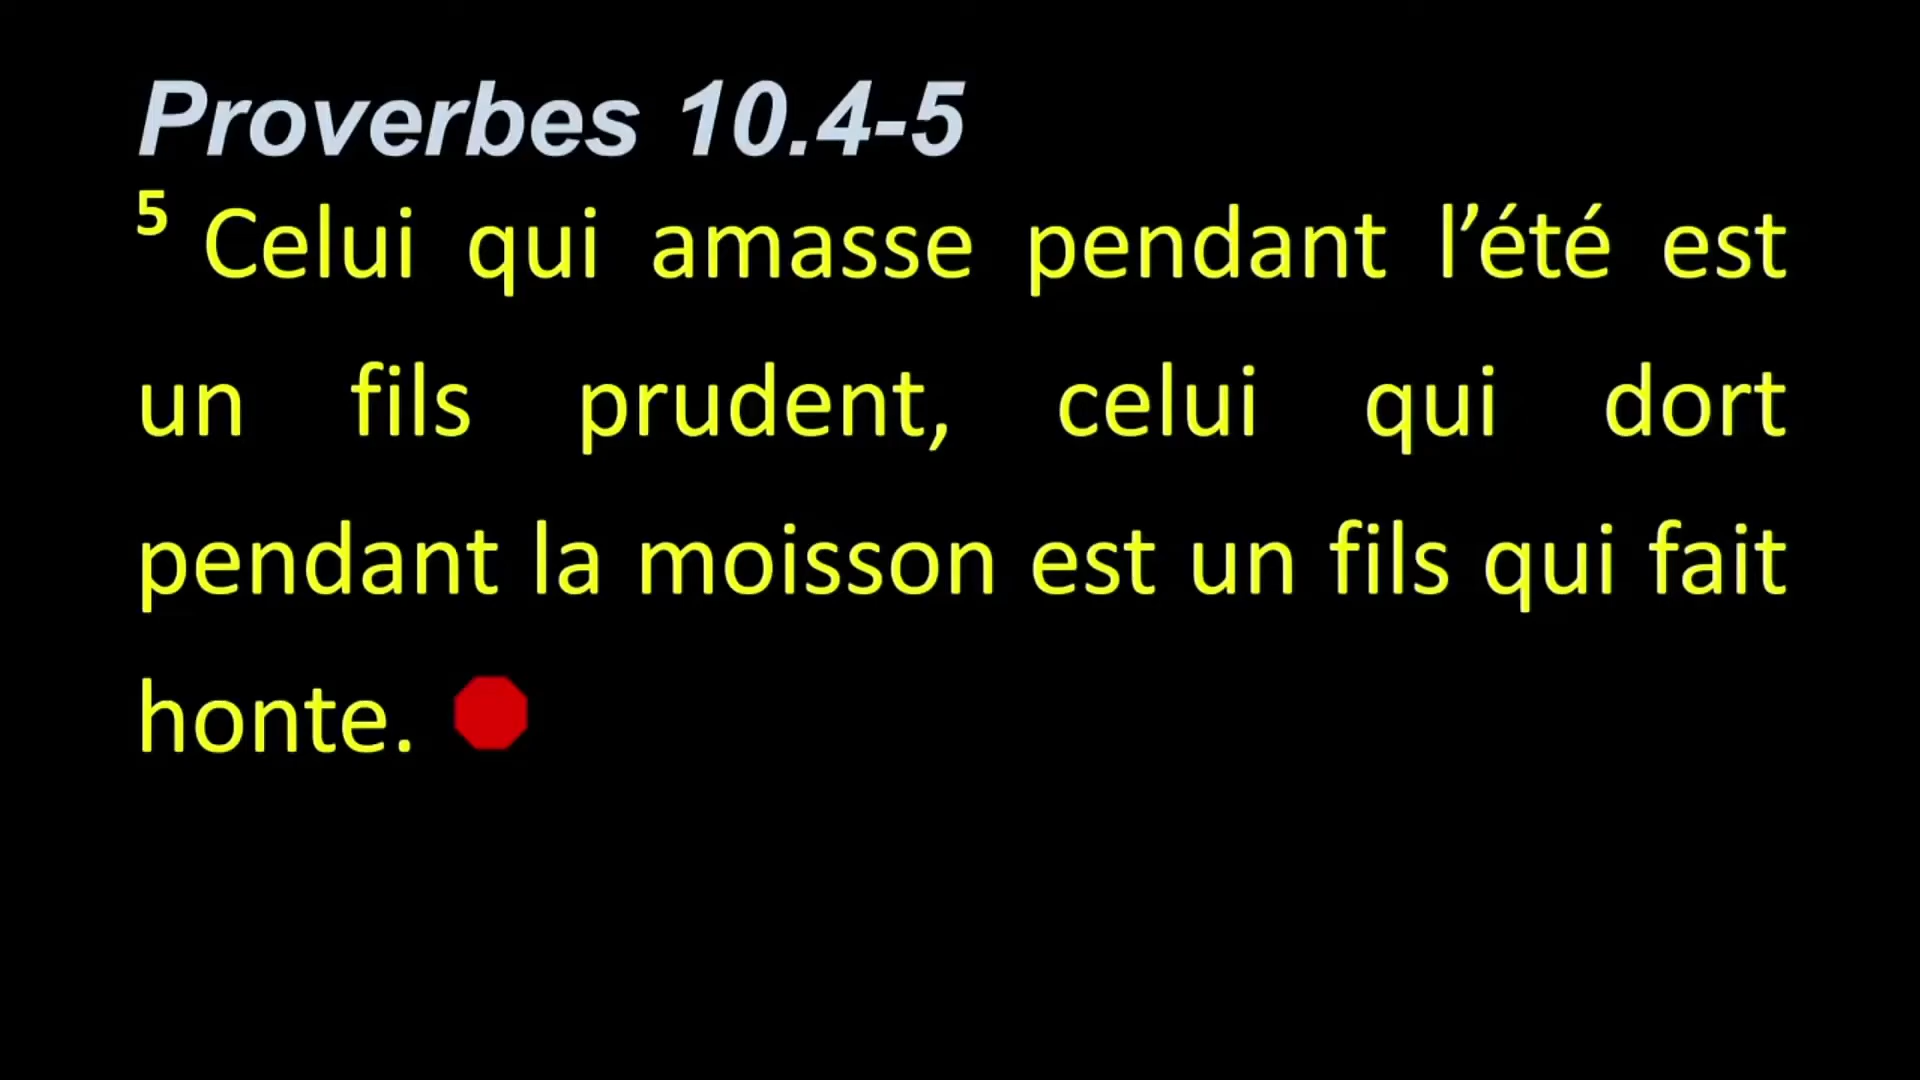 Proverbes 10.4-5
5 Celui qui amasse pendant l’été est
un fils prudent, celui qui dort
pendant la moisson est un fils qui fait
honte.